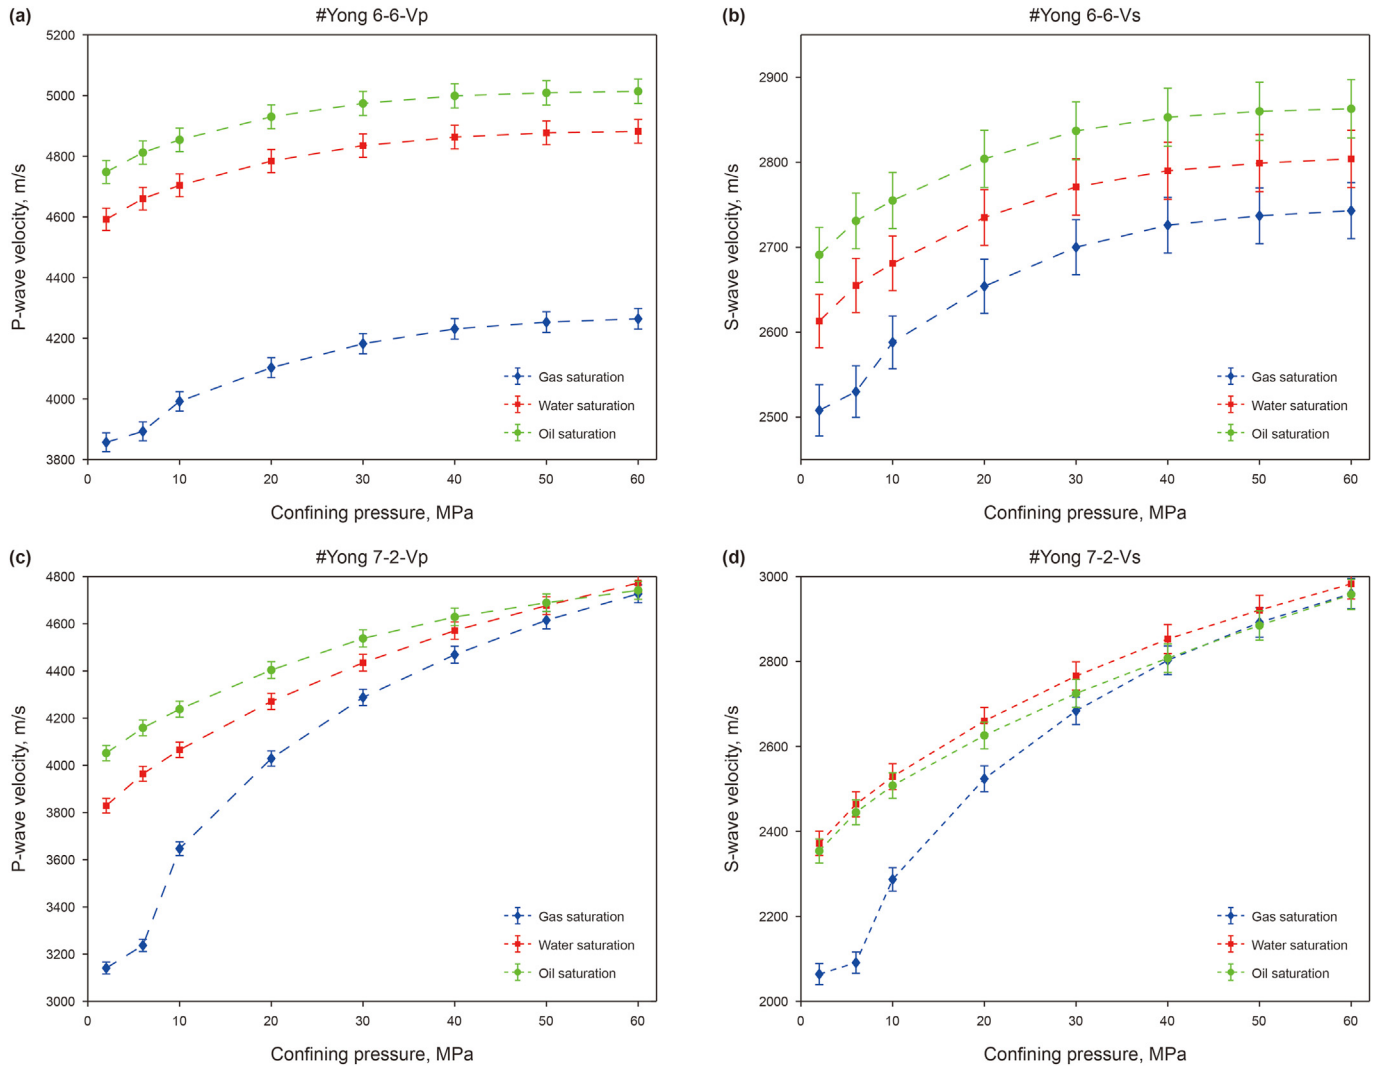 (a)
#Yong 6-6-Vp
5200
5000
4800
4600
4400
4200
4000
3800
P-wave velocity, m/s
Gas saturation
Water saturation
Oil saturation
0 10 20 30 40 50 60
Confining pressure, MPa
(b)
#Yong 6-6-Vs
2900
2800
2700
2600
2500
S-wave velocity, m/s
Gas saturation
Water saturation
Oil saturation
0 10 20 30 40 50 60
Confining pressure, MPa
(c)
#Yong 7-2-Vp
4800
4600
4400
4200
4000
3800
3600
3400
3200
3000
P-wave velocity, m/s
Gas saturation
Water saturation
Oil saturation
0 10 20 30 40 50 60
Confining pressure, MPa
(d)
#Yong 7-2-Vs
3000
2800
2600
2400
2200
2000
S-wave velocity, m/s
Gas saturation
Water saturation
Oil saturation
0 10 20 30 40 50 60
Confining pressure, MPa